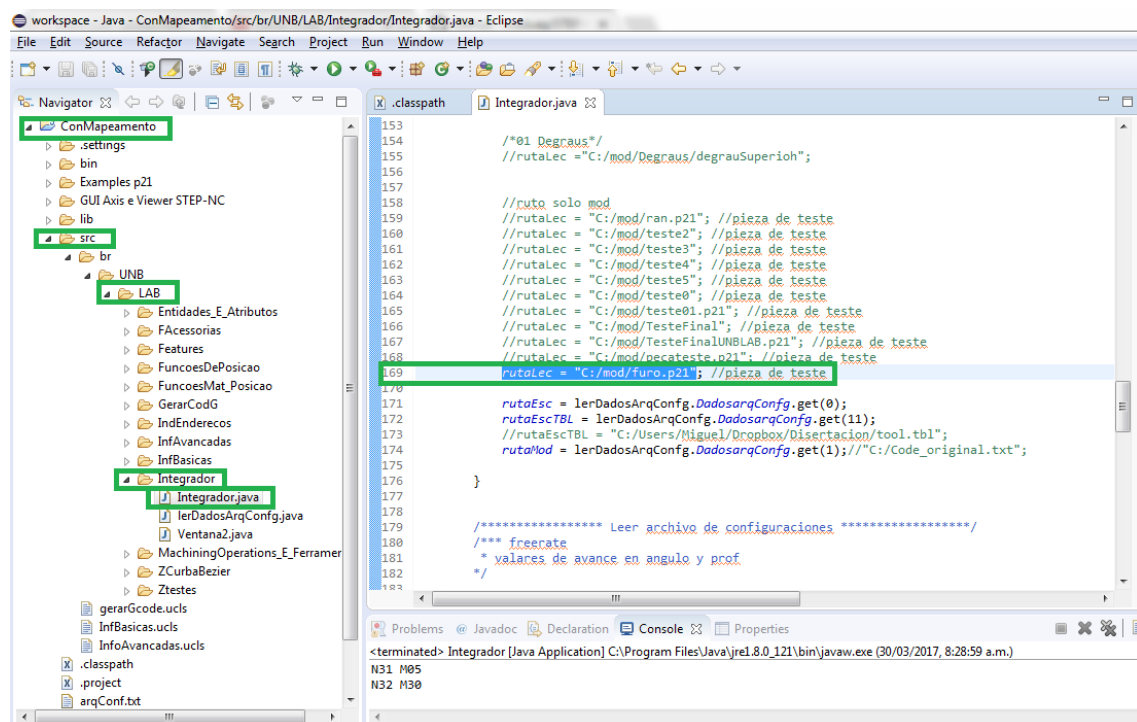 workspace - Java - ConMapeamento/src/br/UNB/LAB/Integrador/Integrador.java - Eclipse
File Edit Source Refactor Navigate Search Project Run Window Help
Navigator
ConMapeamento
.settings
bin
Examples p21
GUI Axis e Viewer STEP-NC
lib
src
br
UNB
LAB
Entidades_E_Atributos
FAcessorias
Features
FuncoesDePosicao
FuncoesMat_Posicao
GerarCodG
IndEnderecos
InfAvancadas
InfBasicas
Integrador
Integrador.java
lerDadosArqConfg.java
Ventana2.java
MachiningOperations_E_Ferramer
ZCurbaBezier
Ztestes
gerarGcode.ucls
InfBasicas.ucls
InfoAvancadas.ucls
.classpath
.project
arqConf.txt
.classpath Integrador.java
153
154 /*01 Degraus*/
155 //rutaLec ="C:/mod/Degraus/degrauSuperioh";
156
157
158 //ruto solo mod
159 //rutaLec = "C:/mod/ran.p21"; //pieza de teste
160 //rutaLec = "C:/mod/teste2"; //pieza de teste
161 //rutaLec = "C:/mod/teste3"; //pieza de teste
162 //rutaLec = "C:/mod/teste4"; //pieza de teste
163 //rutaLec = "C:/mod/teste5"; //pieza de teste
164 //rutaLec = "C:/mod/teste0"; //pieza de teste
165 //rutaLec = "C:/mod/teste01.p21"; //pieza de teste
166 //rutaLec = "C:/mod/TesteFinal"; //pieza de teste
167 //rutaLec = "C:/mod/TesteFinalUNBLAB.p21"; //pieza de teste
168 //rutaLec = "C:/mod/pecateste.p21"; //pieza de teste
169 rutaLec = "C:/mod/furo.p21"; //pieza de teste
170
171 rutaEsc = lerDadosArqConfg.DadosarqConfg.get(0);
172 rutaEscTBL = lerDadosArqConfg.DadosarqConfg.get(11);
173 //rutaEscTBL = "C:/Users/Miguel/Dropbox/Disertacion/tool.tbl";
174 rutaMod = lerDadosArqConfg.DadosarqConfg.get(1);//"C:/Code_original.txt";
175
176 }
177
178
179 /***************** Leer archivo de configuraciones ******************/
180 /*** freerate
181 * valares de avance en angulo y prof
182 */
183
Problems Javadoc Declaration Console Properties
<terminated> Integrador [Java Application] C:\Program Files\Java\jre1.8.0_121\bin\javaw.exe (30/03/2017, 8:28:59 a.m.)
N31 M05
N32 M30